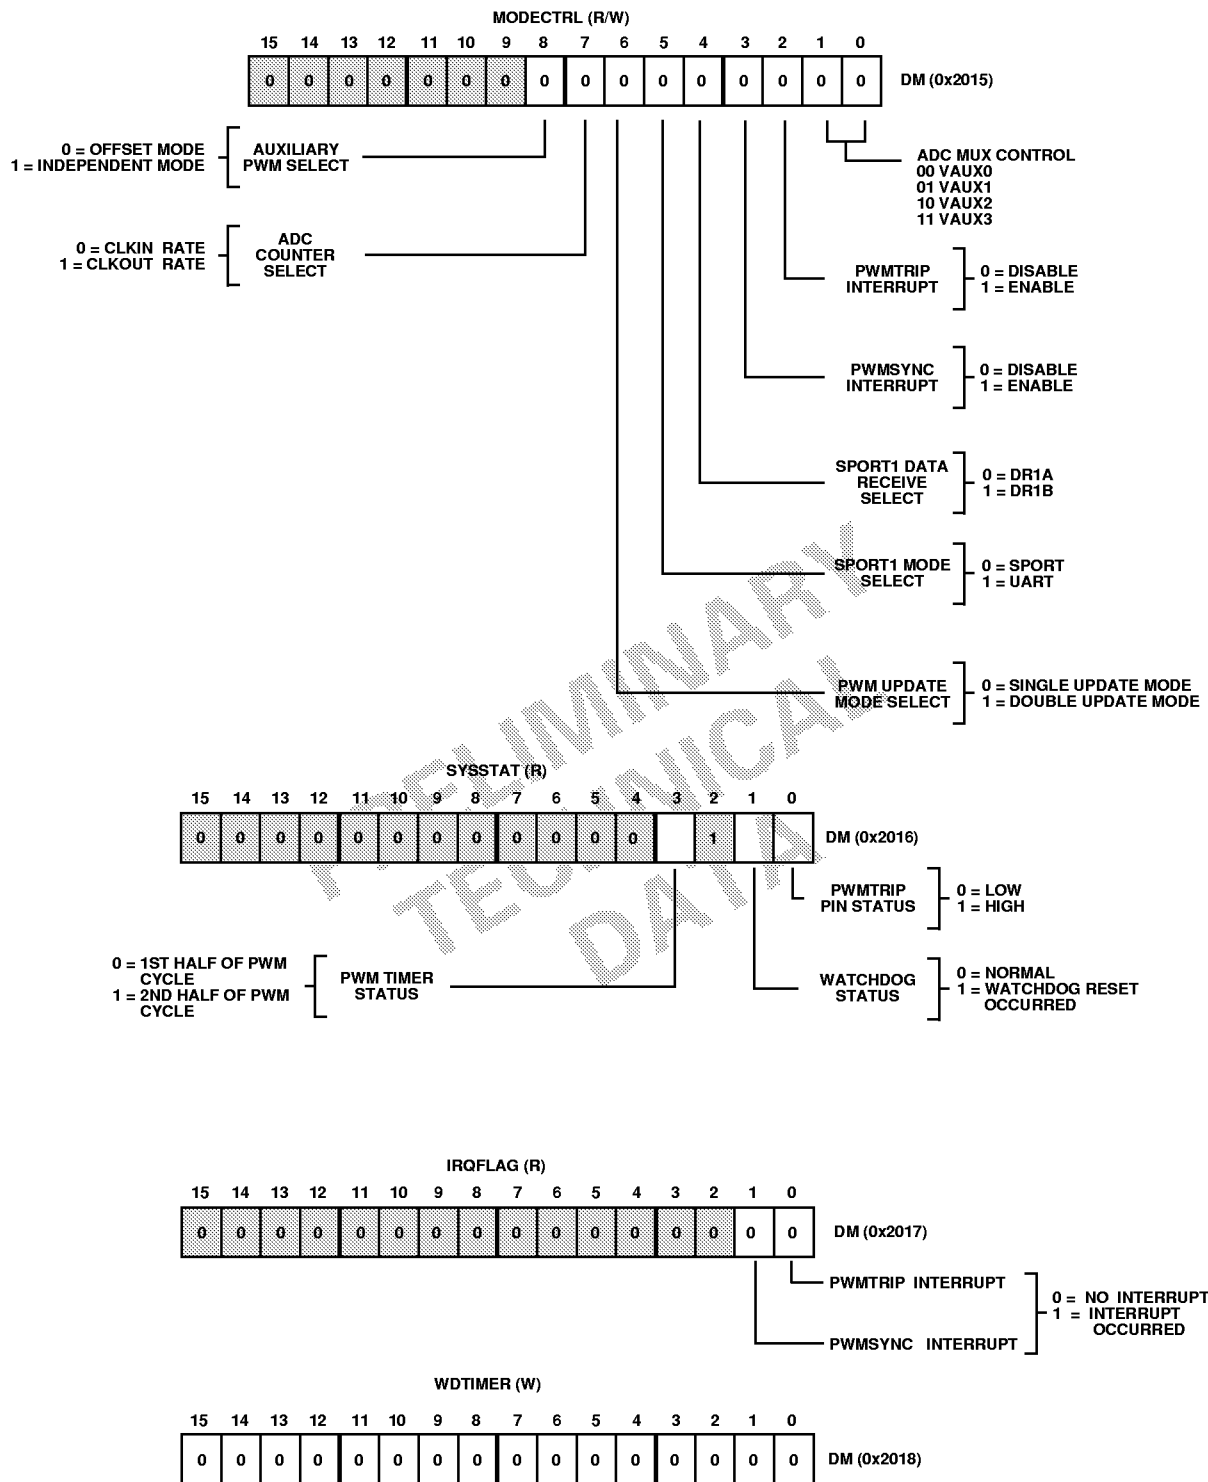 MODECTRL (R/W)
15 14 13 12 11 10 9 8 7 6 5 4 3 2 1 0
0 0 0 0 0 0 0 0 0 0 0 0 0 0 0 0 DM (0x2015)
0 = OFFSET MODE
1 = INDEPENDENT MODE
AUXILIARY
PWM SELECT
ADC MUX CONTROL
00 VAUX0
01 VAUX1
10 VAUX2
11 VAUX3
0 = CLKIN RATE
1 = CLKOUT RATE
ADC
COUNTER
SELECT
PWMTRIP
INTERRUPT
0 = DISABLE
1 = ENABLE
PWMSYNC
INTERRUPT
0 = DISABLE
1 = ENABLE
SPORT1 DATA
RECEIVE
SELECT
0 = DR1A
1 = DR1B
SPORT1 MODE
SELECT
0 = SPORT
1 = UART
PWM UPDATE
MODE SELECT
0 = SINGLE UPDATE MODE
1 = DOUBLE UPDATE MODE
PRELIMINARY
TECHNICAL
DATA
SYSSTAT (R)
15 14 13 12 11 10 9 8 7 6 5 4 3 2 1 0
0 0 0 0 0 0 0 0 0 0 0 0 1 DM (0x2016)
PWMTRIP
PIN STATUS
0 = LOW
1 = HIGH
0 = 1ST HALF OF PWM
CYCLE
1 = 2ND HALF OF PWM
CYCLE
PWM TIMER
STATUS
WATCHDOG
STATUS
0 = NORMAL
1 = WATCHDOG RESET
OCCURRED
IRQFLAG (R)
15 14 13 12 11 10 9 8 7 6 5 4 3 2 1 0
0 0 0 0 0 0 0 0 0 0 0 0 0 0 0 0 DM (0x2017)
PWMTRIP INTERRUPT
PWMSYNC INTERRUPT
0 = NO INTERRUPT
1 = INTERRUPT
OCCURRED
WDTIMER (W)
15 14 13 12 11 10 9 8 7 6 5 4 3 2 1 0
0 0 0 0 0 0 0 0 0 0 0 0 0 0 0 0 DM (0x2018)